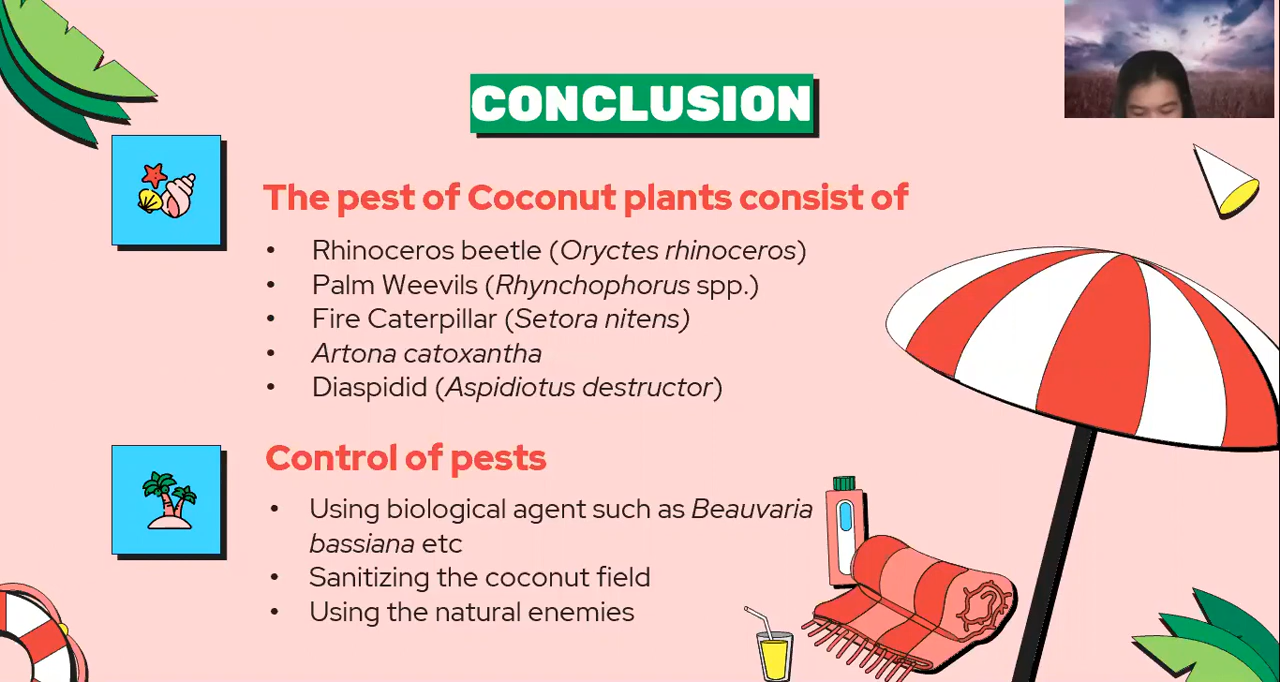 CONCLUSION
The pest of Coconut plants consist of
• Rhinoceros beetle (Oryctes rhinoceros)
• Palm Weevils (Rhynchophorus spp.)
• Fire Caterpillar (Setora nitens)
• Artona catoxantha
• Diaspidid (Aspidiotus destructor)
Control of pests
• Using biological agent such as Beauvaria
bassiana etc
• Sanitizing the coconut field
• Using the natural enemies